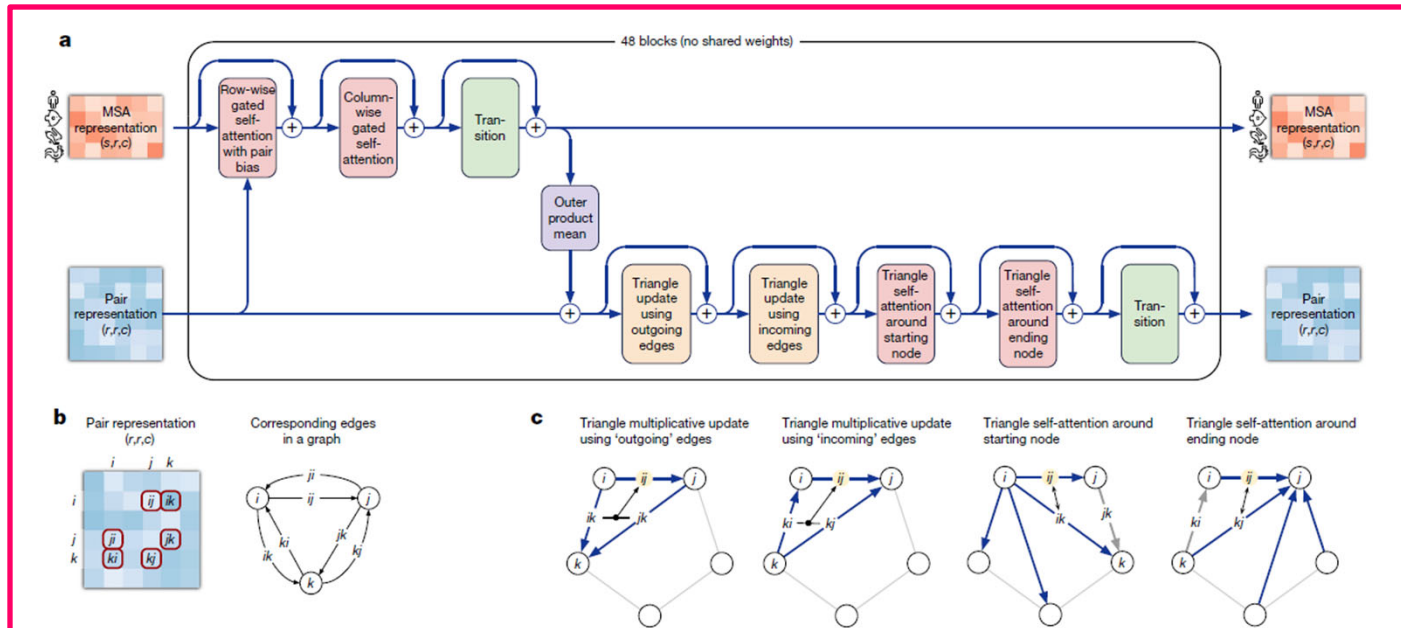 a
48 blocks (no shared weights)
MSA
representation
(s,r,c)
Row-wise
gated
self-
attention
with pair
bias
+
Column-
wise
gated
self-
attention
+
Tran-
sition
+
MSA
representation
(s,r,c)
Outer
product
mean
Pair
representation
(r,r,c)
+
Triangle
update
using
outgoing
edges
+
Triangle
update
using
incoming
edges
+
Triangle
self-
attention
around
starting
node
+
Triangle
self-
attention
around
ending
node
+
Tran-
sition
+
Pair
representation
(r,r,c)
b
Pair representation
(r,r,c)
i j k
i ij ik
j ji jk
k ki kj
Corresponding edges
in a graph
ji
i ij j
ik ki jk kj
k
c
Triangle multiplicative update
using ‘outgoing’ edges
i ij j
ik jk
k
Triangle multiplicative update
using ‘incoming’ edges
i ij j
ki kj
k
Triangle self-attention around
starting node
i ij j
ik jk
k
Triangle self-attention around
ending node
i ij j
ki kj
k